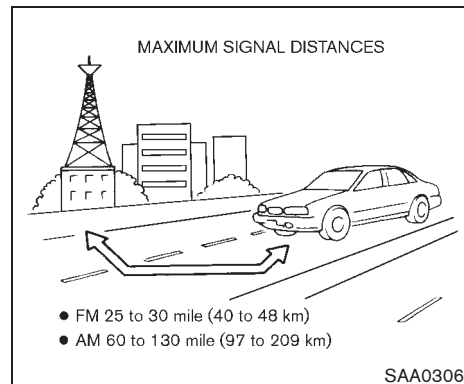 MAXIMUM SIGNAL DISTANCES
● FM 25 to 30 mile (40 to 48 km)
● AM 60 to 130 mile (97 to 209 km)
SAA0306